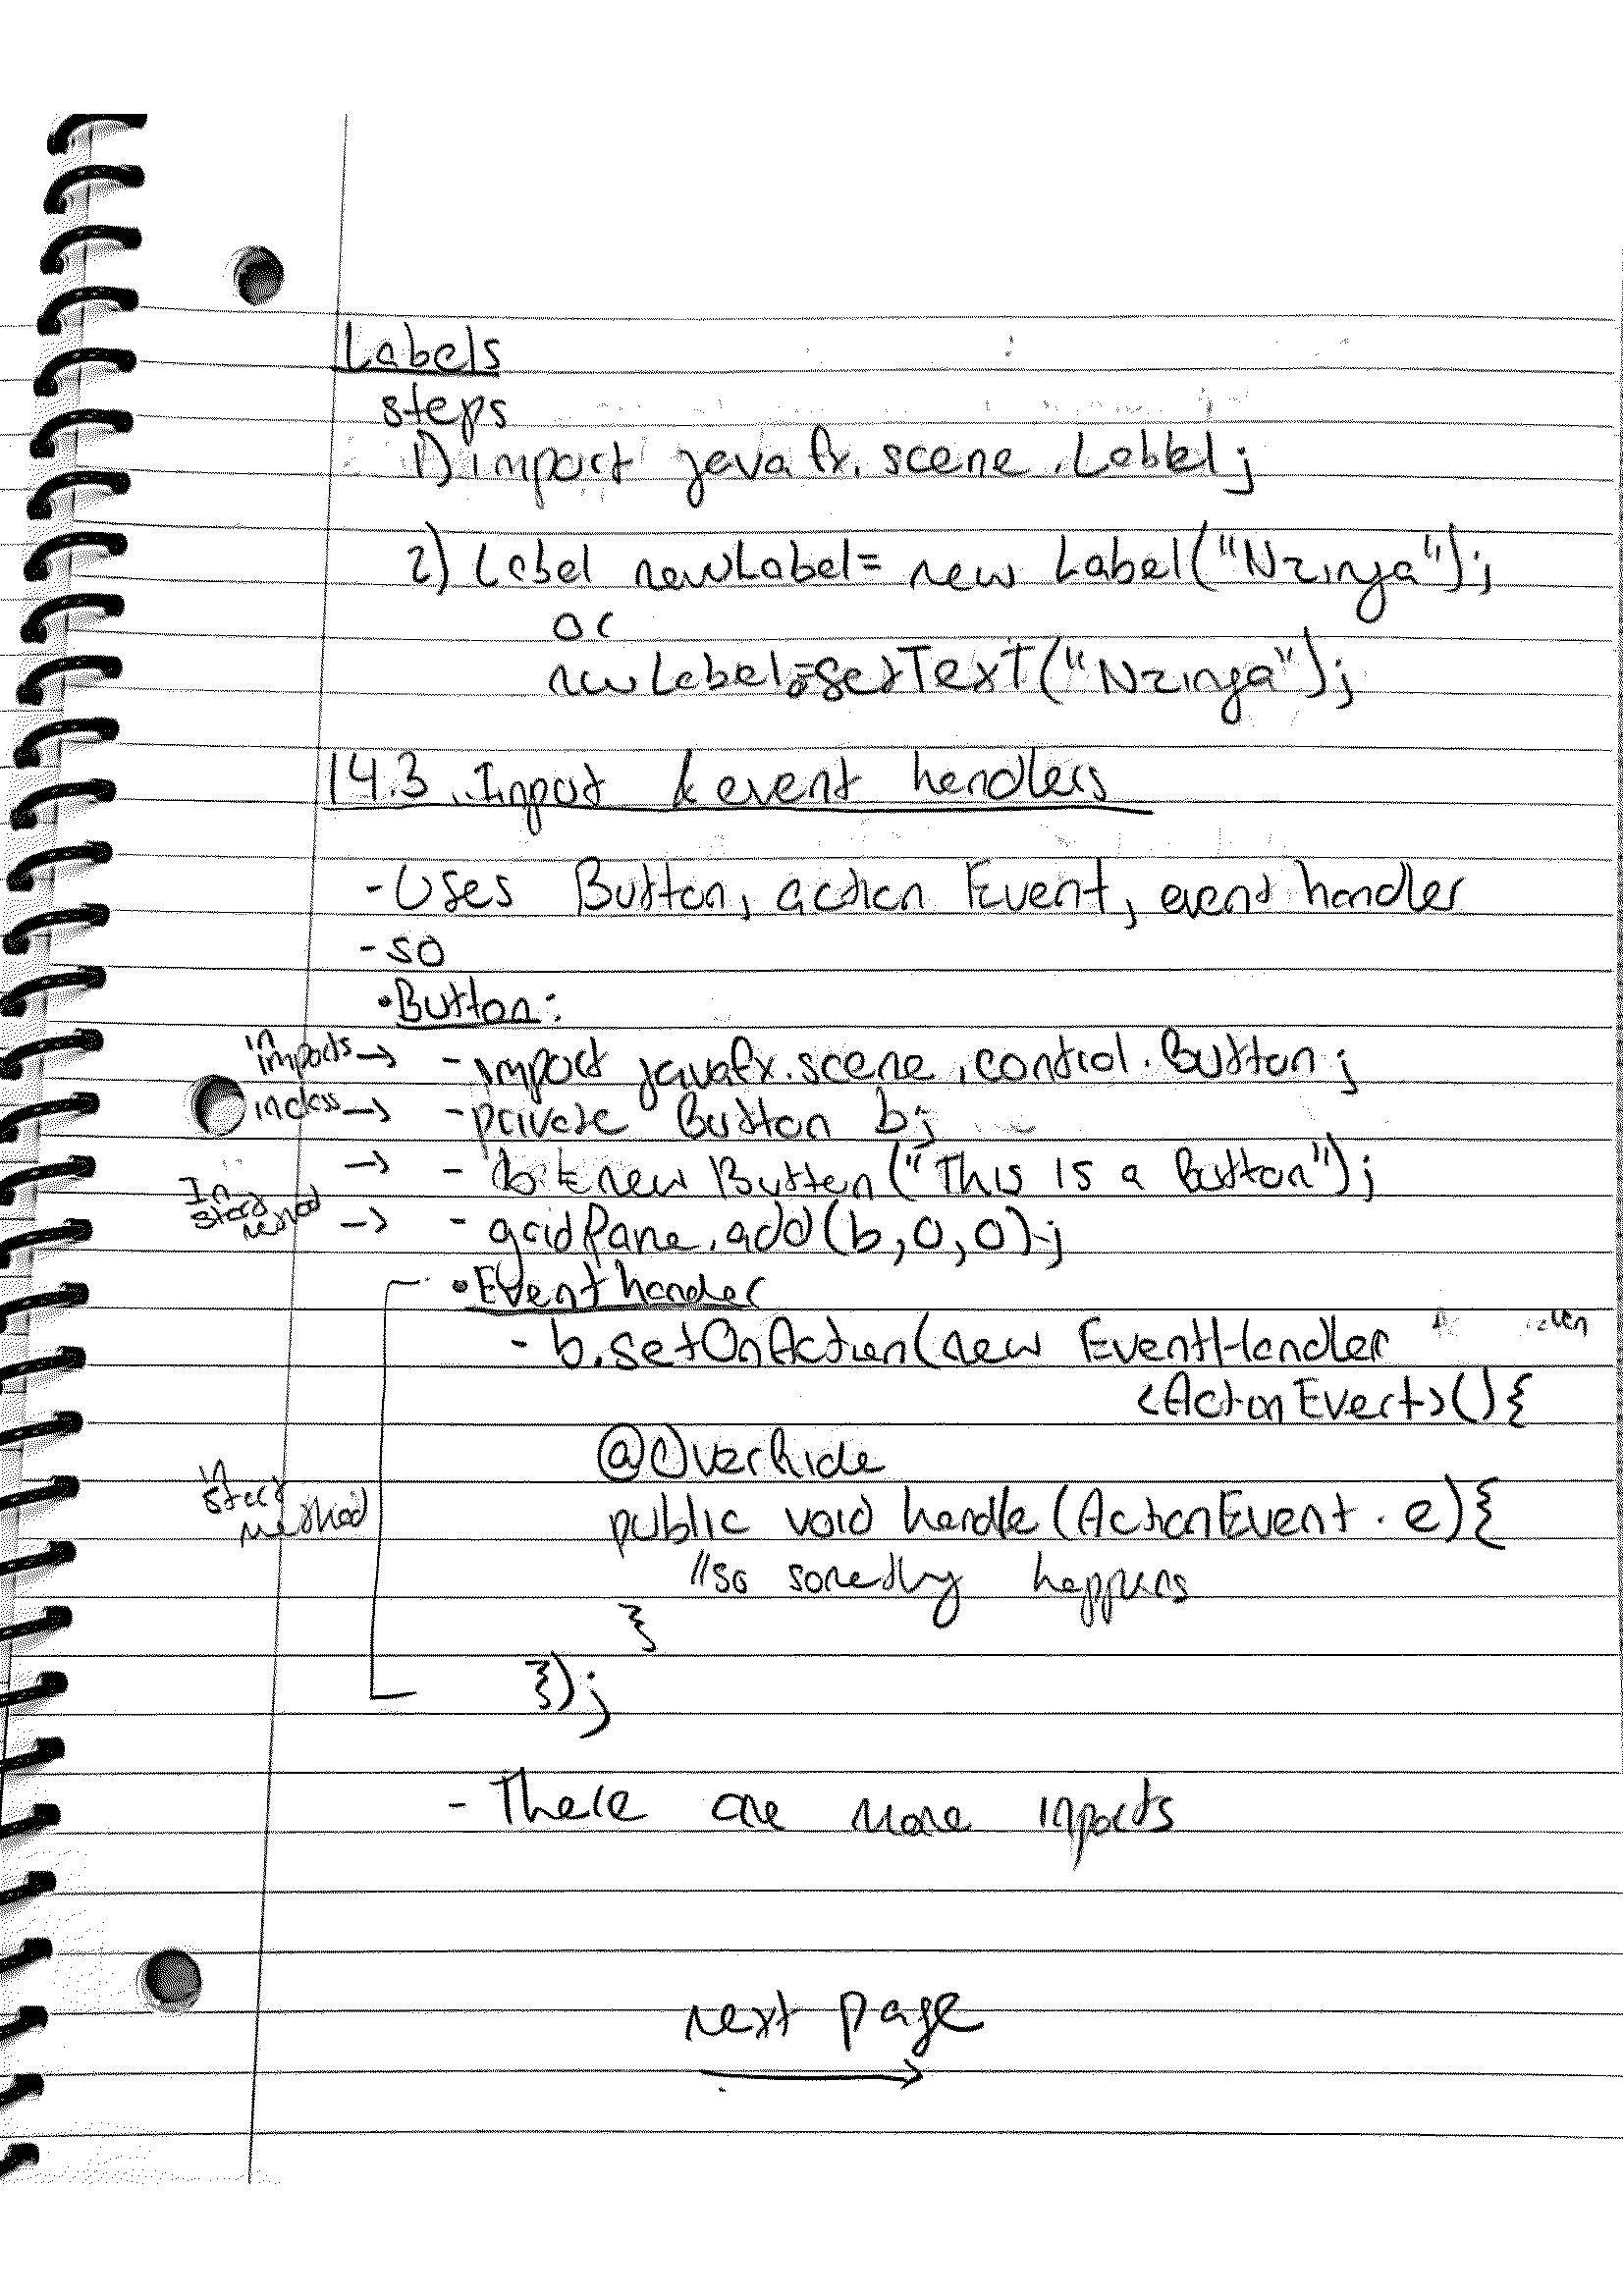 Labels
steps
1) import javafx.scene.Label;
2) Label newLabel = new Label("Nzinga");
or
newLabel.setText("Nzinga");
14.3 Input & event handlers
- Uses Button, action Event, event handler
- so
• Button:
in imports → - import javafx.scene.control.Button;
in class → - private Button b;
→ - b = new Button("This is a Button");
In start method → - gridPane.add(b,0,0);
• Event handler
- b.setOnAction(new EventHandler
<ActionEvent>(){
@Override
public void handle(ActionEvent e){
in start method
//so something happens
}
});
- There are more inports
next page